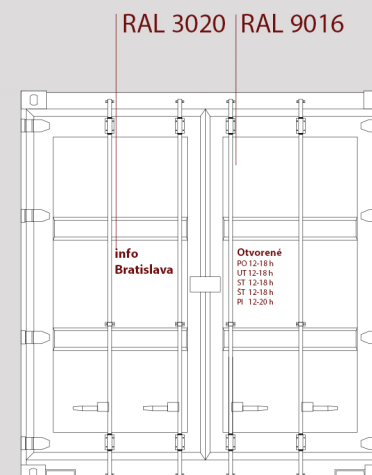 RAL 3020
RAL 9016
info
Bratislava
Otvorené
PO 12-18 h
UT 12-18 h
ST 12-18 h
ŠT 12-18 h
PI 12-20 h